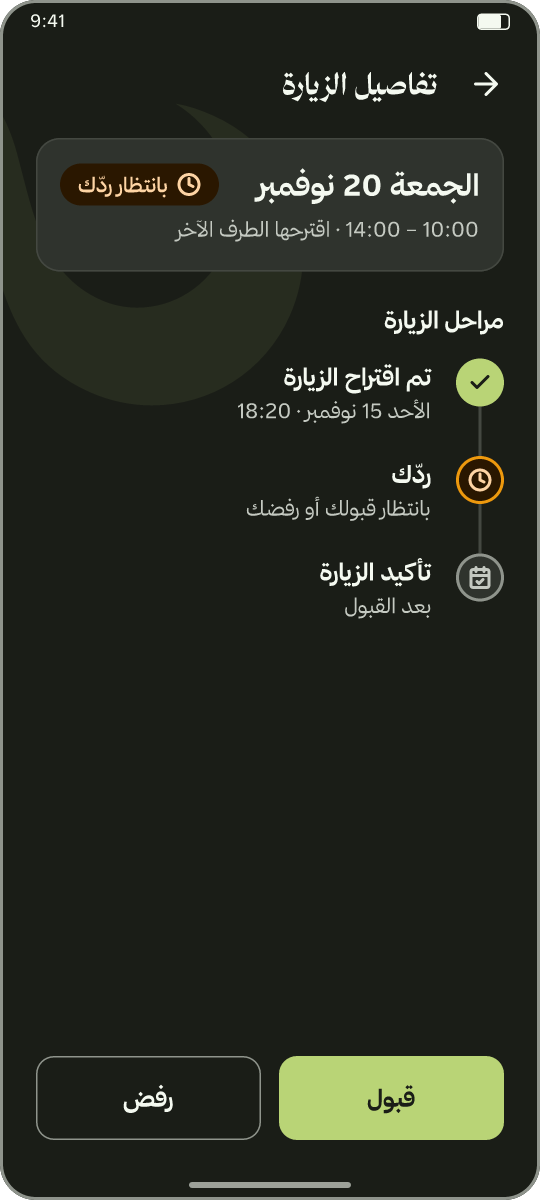 9:41
تفاصيل الزيارة
الجمعة 20 نوفمبر
بانتظار ردّك
10:00 – 14:00 · اقترحها الطرف الآخر
مراحل الزيارة
تم اقتراح الزيارة
الأحد 15 نوفمبر · 18:20
ردّك
بانتظار قبولك أو رفضك
تأكيد الزيارة
بعد القبول
قبول
رفض